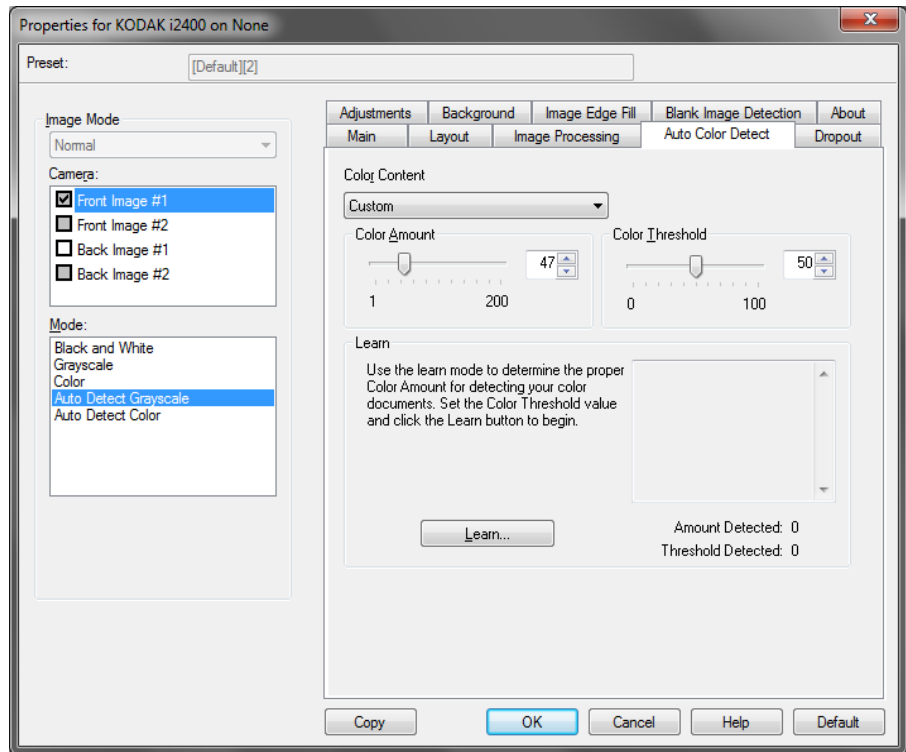 Properties for KODAK i2400 on None
Preset:
[Default][2]
Image Mode
Normal
Camera:
Front Image #1
Front Image #2
Back Image #1
Back Image #2
Mode:
Black and White
Grayscale
Color
Auto Detect Grayscale
Auto Detect Color
Adjustments Background Image Edge Fill Blank Image Detection About
Main Layout Image Processing Auto Color Detect Dropout
Color Content
Custom
Color Amount
47
1 200
Color Threshold
50
0 100
Learn
Use the learn mode to determine the proper
Color Amount for detecting your color
documents. Set the Color Threshold value
and click the Learn button to begin.
Learn...
Amount Detected: 0
Threshold Detected: 0
Copy OK Cancel Help Default